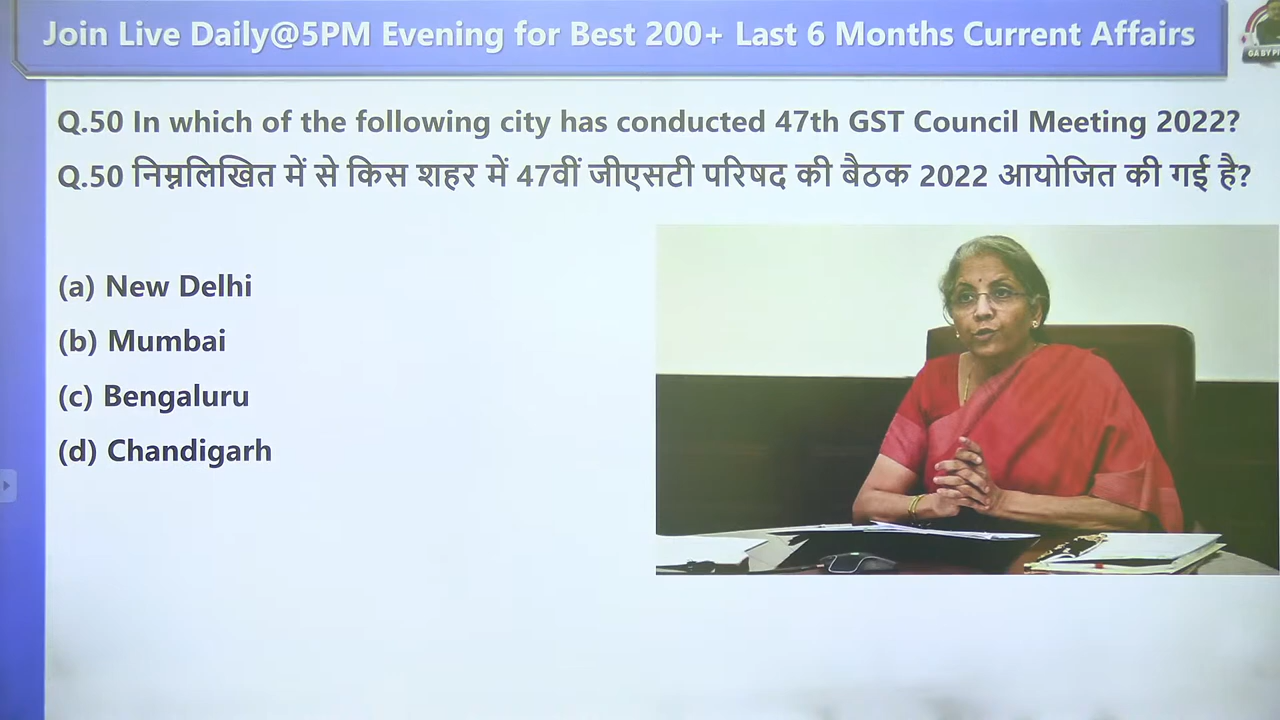 Join Live Daily@5PM Evening for Best 200+ Last 6 Months Current Affairs
Q.50 In which of the following city has conducted 47th GST Council Meeting 2022?
Q.50 निम्नलिखित में से किस शहर में 47वीं जीएसटी परिषद की बैठक 2022 आयोजित की गई है?
(a) New Delhi
(b) Mumbai
(c) Bengaluru
(d) Chandigarh